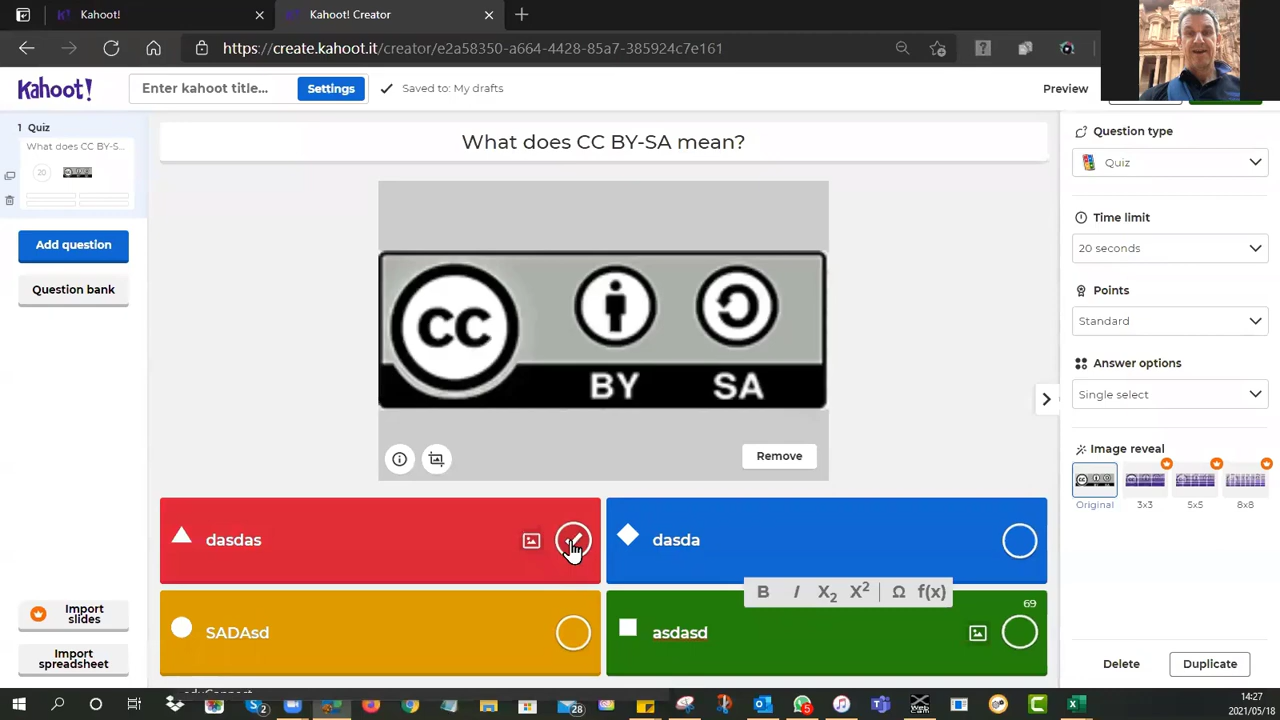 Kahoot!
Kahoot! Creator
https://create.kahoot.it/creator/e2a58350-a664-4428-85a7-385924c7e161
Kahoot!
Enter kahoot title...
Settings
Saved to: My drafts
Preview
1 Quiz
What does CC BY-S...
20
Add question
Question bank
Import slides
Import spreadsheet
What does CC BY-SA mean?
CC
BY SA
Remove
dasdas
dasda
SADAsd
asdasd
69
B I X₂ X² Ω f(x)
Question type
Quiz
Time limit
20 seconds
Points
Standard
Answer options
Single select
Image reveal
Original 3x3 5x5 8x8
Delete
Duplicate
2
28
5
14:27
2021/05/18